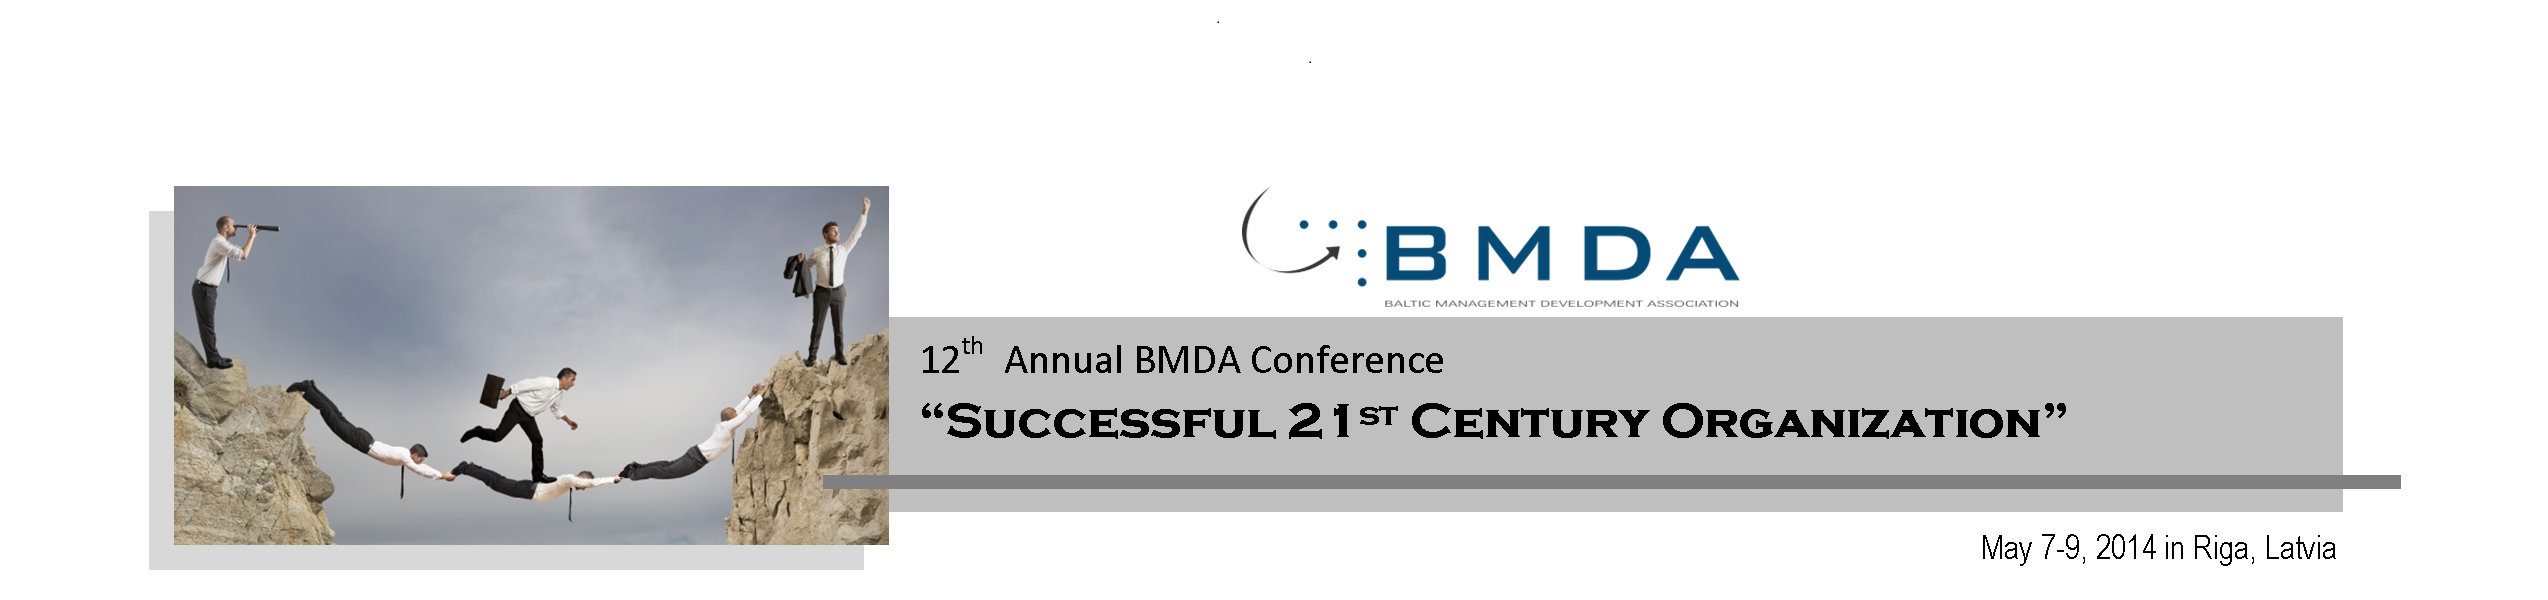 BMDA
BALTIC MANAGEMENT DEVELOPMENT ASSOCIATION
12th Annual BMDA Conference
“SUCCESSFUL 21ST CENTURY ORGANIZATION”
May 7-9, 2014 in Riga, Latvia